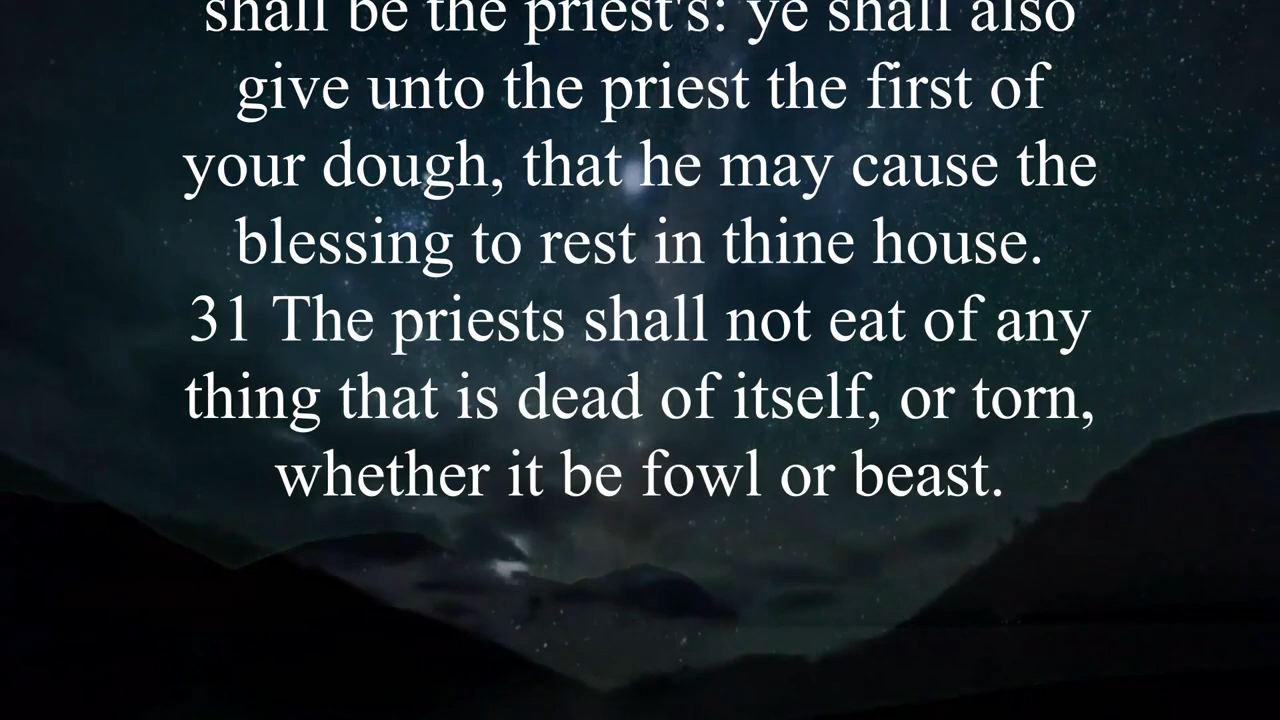 shall be the priest's: ye shall also
give unto the priest the first of
your dough, that he may cause the
blessing to rest in thine house.
31 The priests shall not eat of any
thing that is dead of itself, or torn,
whether it be fowl or beast.